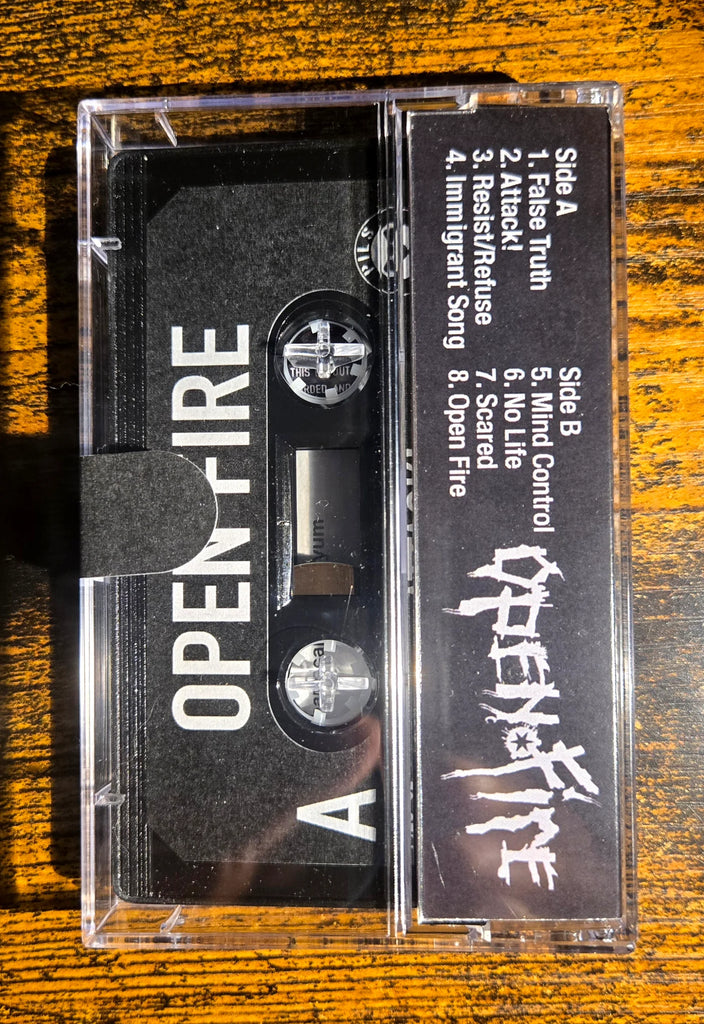 Side A
1. False Truth
2. Attack!
3. Resist/Refuse
4. Immigrant Song
Side B
5. Mind Control
6. No Life
7. Scared
8. Open Fire
OPEN FIRE
OPEN FIRE
A
THIS